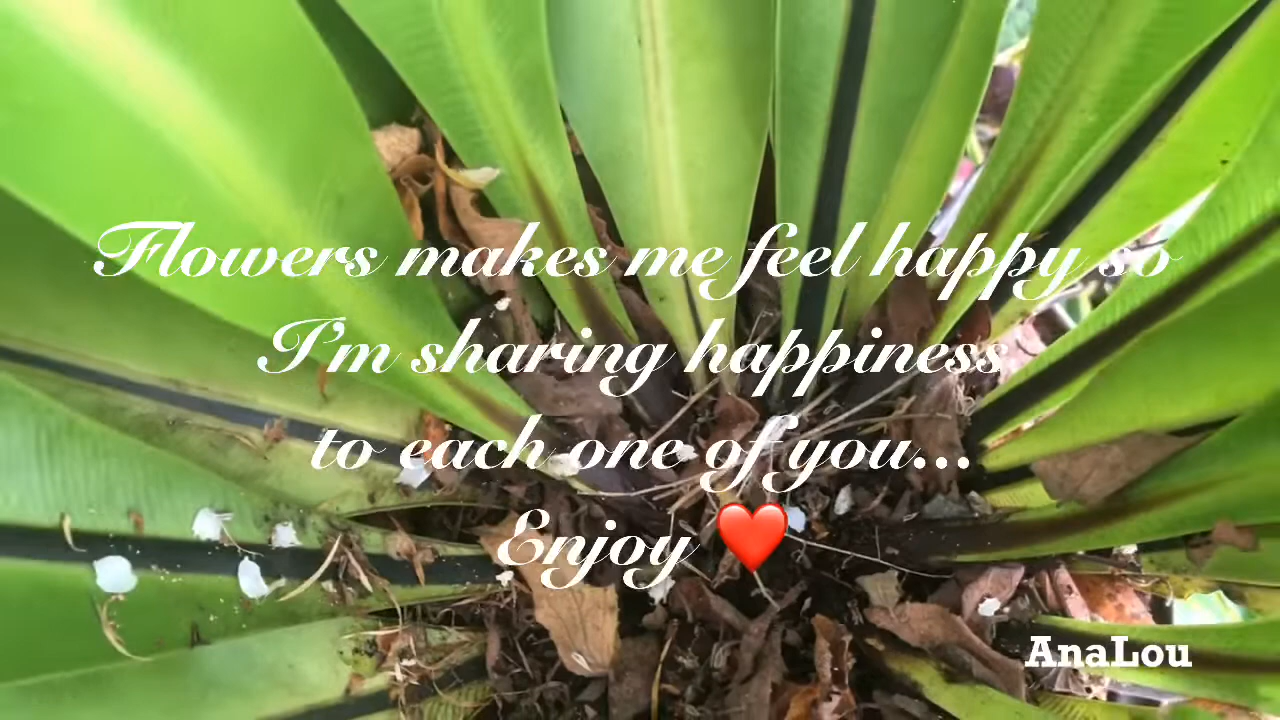 Flowers makes me feel happy so
I'm sharing happiness
to each one of you...
Enjoy ❤️
AnaLou